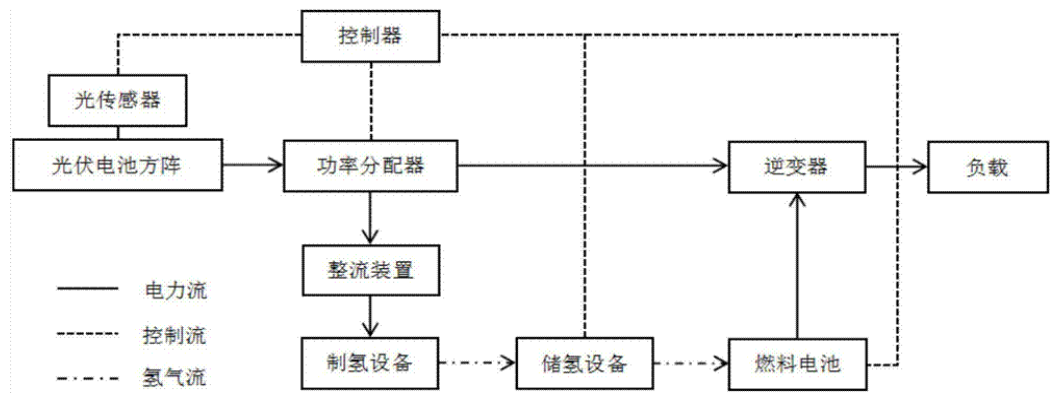 控制器
光传感器
光伏电池方阵
功率分配器
逆变器
负载
整流装置
电力流
控制流
氢气流
制氢设备
储氢设备
燃料电池